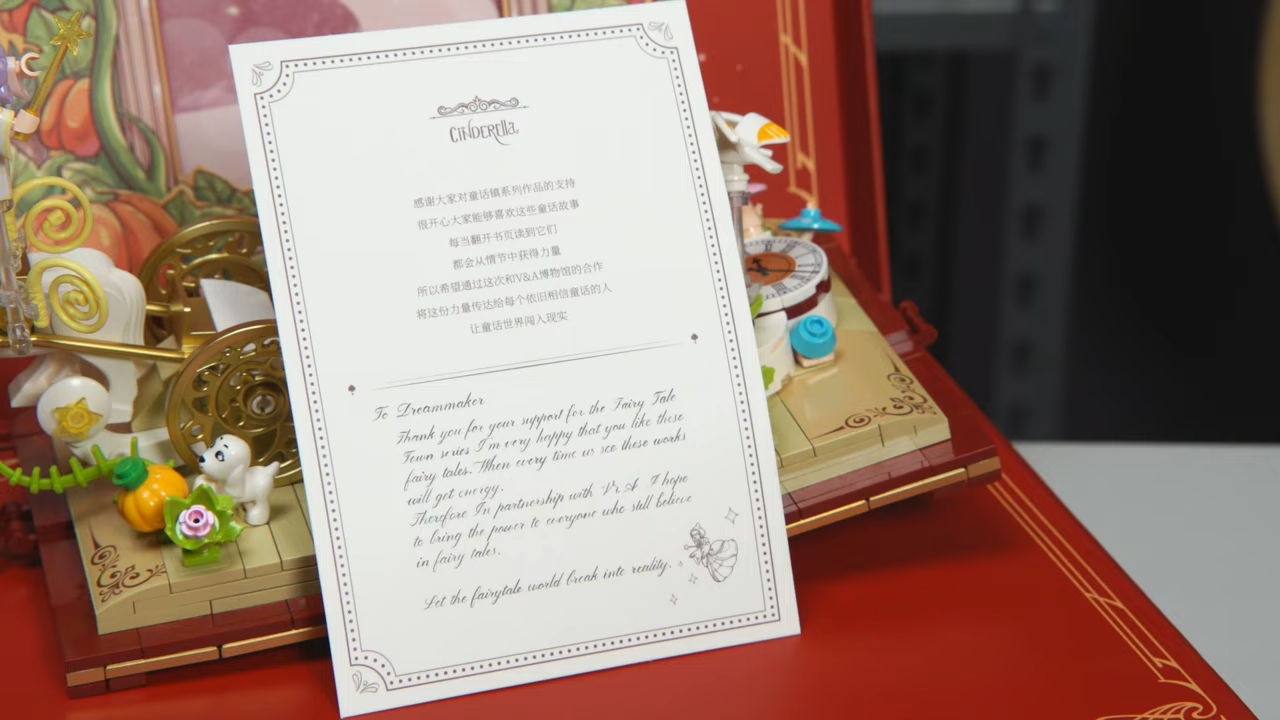 CINDERElla
感谢大家对童话镇系列作品的支持
很开心大家能够喜欢这些童话故事
每当翻开书页读到它们
都会从情节中获得力量
所以希望通过这次和V&A博物馆的合作
将这份力量传达给每个依旧相信童话的人
让童话世界闯入现实
To Dreammaker
Thank you for your support for the Fairy Tale
Town series I'm very happy that you like these
fairy tales. When every time us see these works
will get energy.
Therefore In partnership with V&A I hope
to bring the power to everyone who still believe
in fairy tales.
Let the fairytale world break into reality.